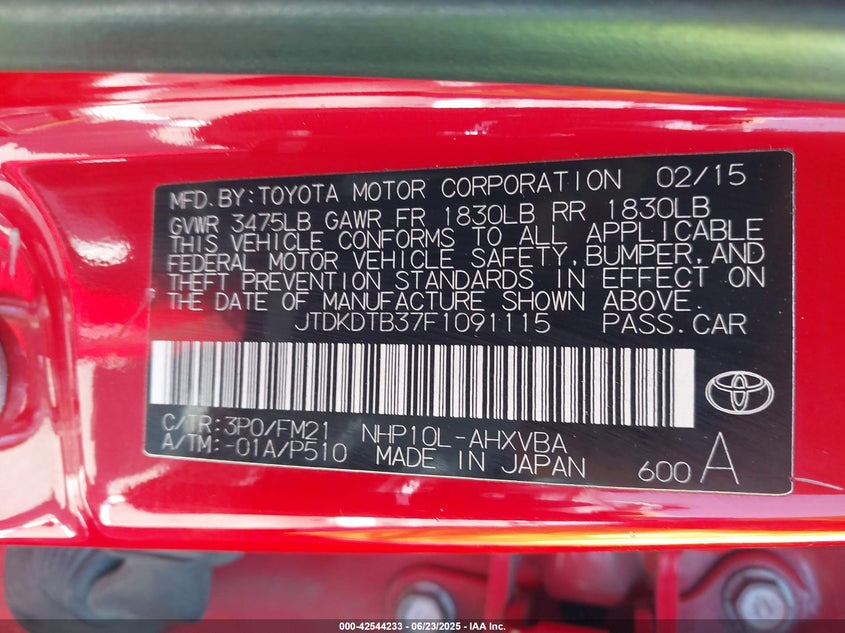 MFD.BY:TOYOTA MOTOR CORPORATION 02/15
GVWR 3475LB GAWR FR 1830LB RR 1830LB
THIS VEHICLE CONFORMS TO ALL APPLICABLE
FEDERAL MOTOR VEHICLE SAFETY,BUMPER,AND
THEFT PREVENTION STANDARDS IN EFFECT ON
THE DATE OF MANUFACTURE SHOWN ABOVE.
JTDKDTB37F1091115 PASS.CAR
C/TR:3P0/FM21 NHP10L-AHXVBA
A/TM:-01A/P510 MADE IN JAPAN 600 A
000-42544233 - 06/23/2025 - IAA Inc.